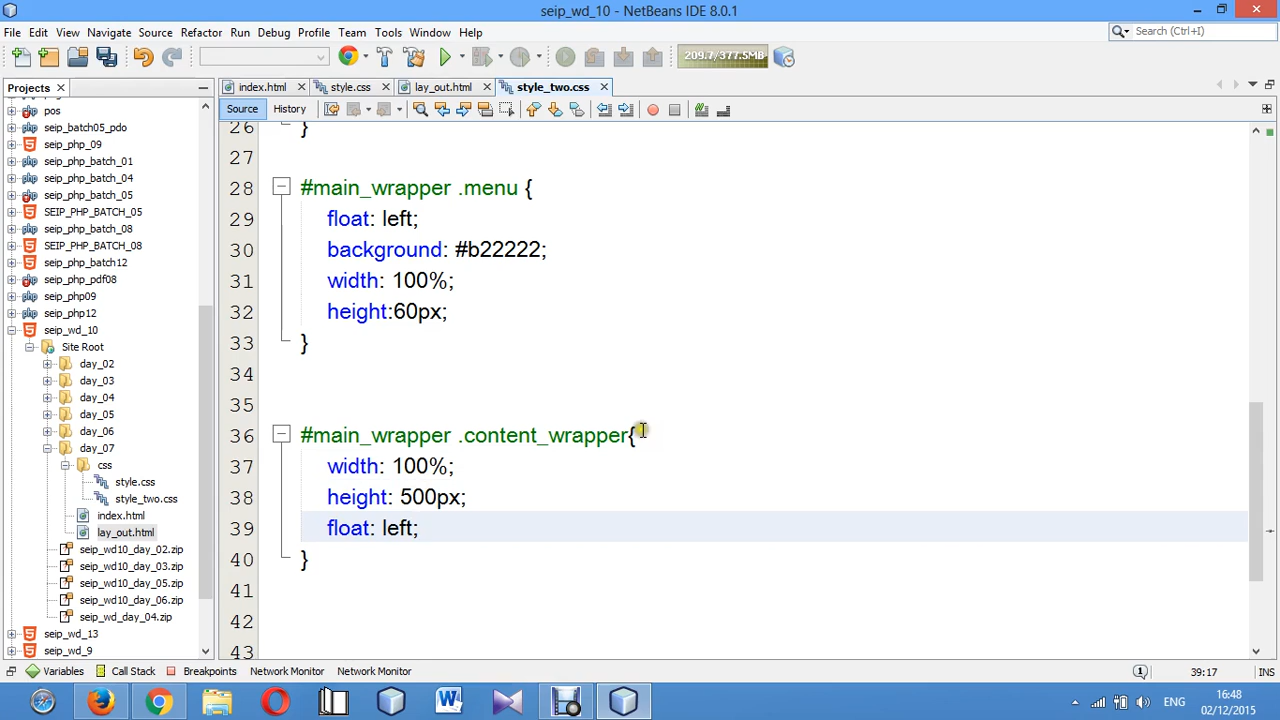 seip_wd_10 - NetBeans IDE 8.0.1
File Edit View Navigate Source Refactor Run Debug Profile Team Tools Window Help
Search (Ctrl+I)
209.7/377.5MB
Projects
index.html style.css lay_out.html style_two.css
Source History
pos
seip_batch05_pdo
seip_php_09
seip_php_batch_01
seip_php_batch_04
seip_php_batch_05
SEIP_PHP_BATCH_05
seip_php_batch_08
SEIP_PHP_BATCH_08
seip_php_batch12
seip_php_pdf08
seip_php09
seip_php12
seip_wd_10
Site Root
day_02
day_03
day_04
day_05
day_06
day_07
css
style.css
style_two.css
index.html
lay_out.html
seip_wd10_day_02.zip
seip_wd10_day_03.zip
seip_wd10_day_05.zip
seip_wd10_day_06.zip
seip_wd_day_04.zip
seip_wd_13
seip_wd_9
26 }
27
28 #main_wrapper .menu {
29 float: left;
30 background: #b22222;
31 width: 100%;
32 height:60px;
33 }
34
35
36 #main_wrapper .content_wrapper{
37 width: 100%;
38 height: 500px;
39 float: left;
40 }
41
42
43
Variables Call Stack Breakpoints Network Monitor Network Monitor
39:17 INS
ENG
16:48
02/12/2015